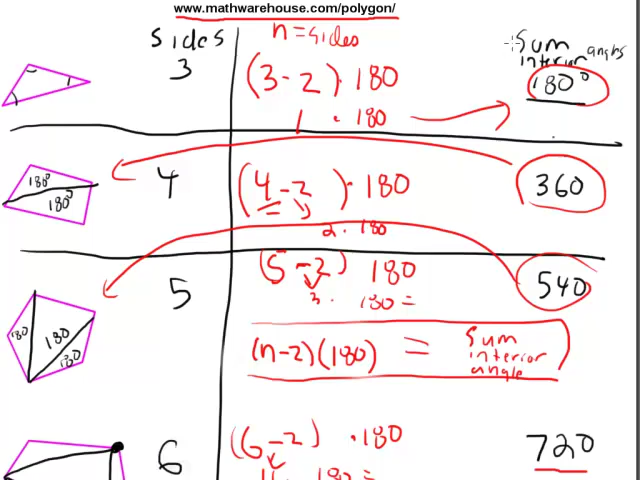 www.mathwarehouse.com/polygon/
Sides n=sides Sum interior angles
3 (3-2)·180 180°
1 · 180
180°
180°
4 (4-2)·180 360
2·180
5 (5-2) 180 540
3· 180=
180 180 180
(n-2)(180) = Sum interior angle
6 (6-2) ·180 720
4· 180=